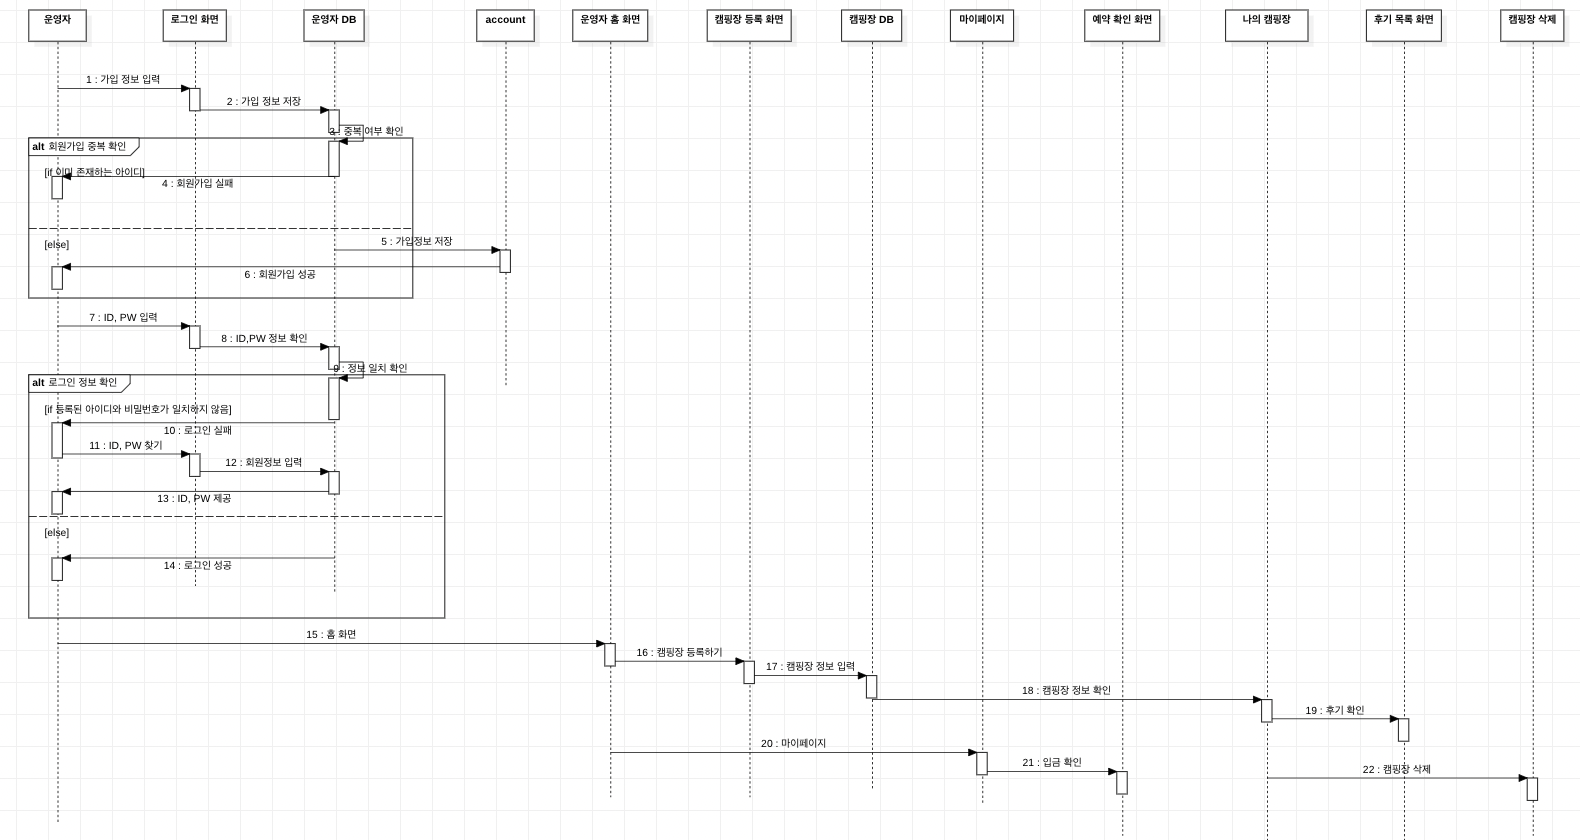 운영자
로그인 화면
운영자 DB
account
운영자 홈 화면
캠핑장 등록 화면
캠핑장 DB
마이페이지
예약 확인 화면
나의 캠핑장
후기 목록 화면
캠핑장 삭제
1 : 가입 정보 입력
2 : 가입 정보 저장
3 : 중복 여부 확인
alt 회원가입 중복 확인
[if 이미 존재하는 아이디]
4 : 회원가입 실패
[else]
5 : 가입정보 저장
6 : 회원가입 성공
7 : ID, PW 입력
8 : ID,PW 정보 확인
9 : 정보 일치 확인
alt 로그인 정보 확인
[if 등록된 아이디와 비밀번호가 일치하지 않음]
10 : 로그인 실패
11 : ID, PW 찾기
12 : 회원정보 입력
13 : ID, PW 제공
[else]
14 : 로그인 성공
15 : 홈 화면
16 : 캠핑장 등록하기
17 : 캠핑장 정보 입력
18 : 캠핑장 정보 확인
19 : 후기 확인
20 : 마이페이지
21 : 입금 확인
22 : 캠핑장 삭제